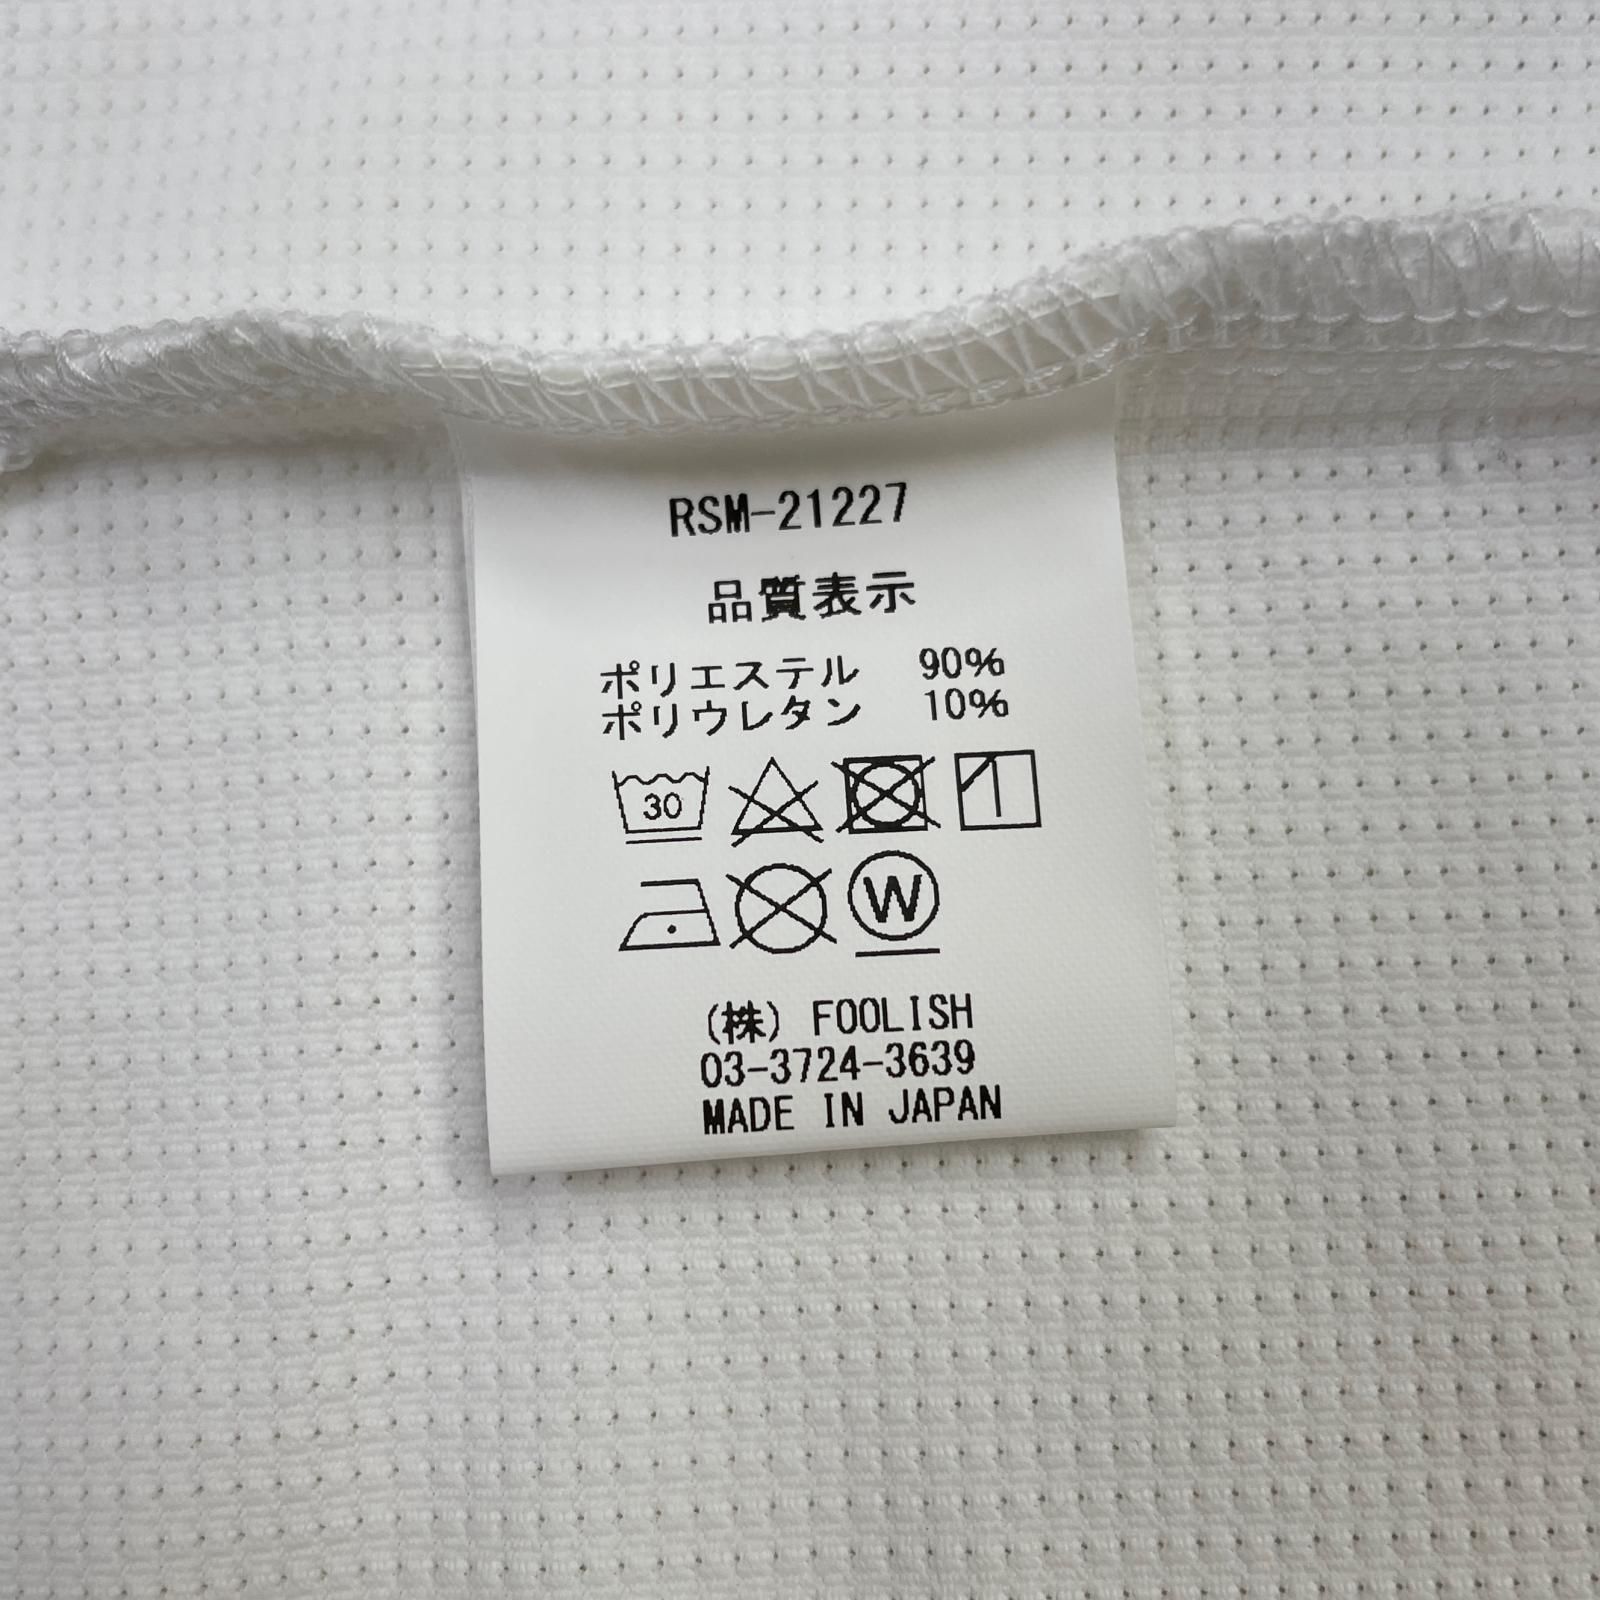 RSM-21227
品質表示
ポリエステル 90%
ポリウレタン 10%
30
W
(株) FOOLISH
03-3724-3639
MADE IN JAPAN